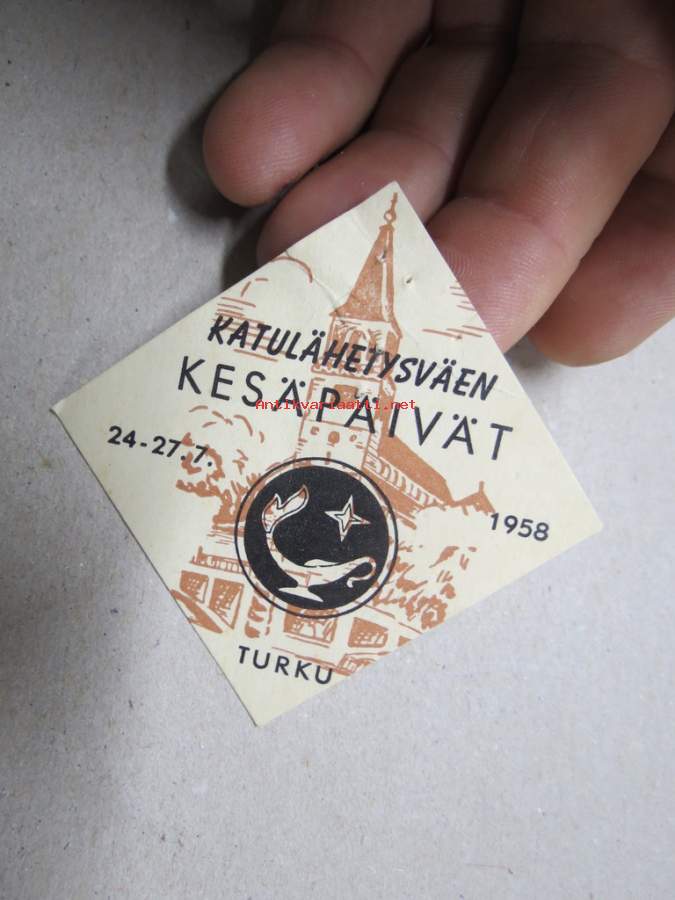 KATULÄHETYSVÄEN
KESÄPÄIVÄT
Antikvariaatti.net
24-27.7.
1958
TURKU